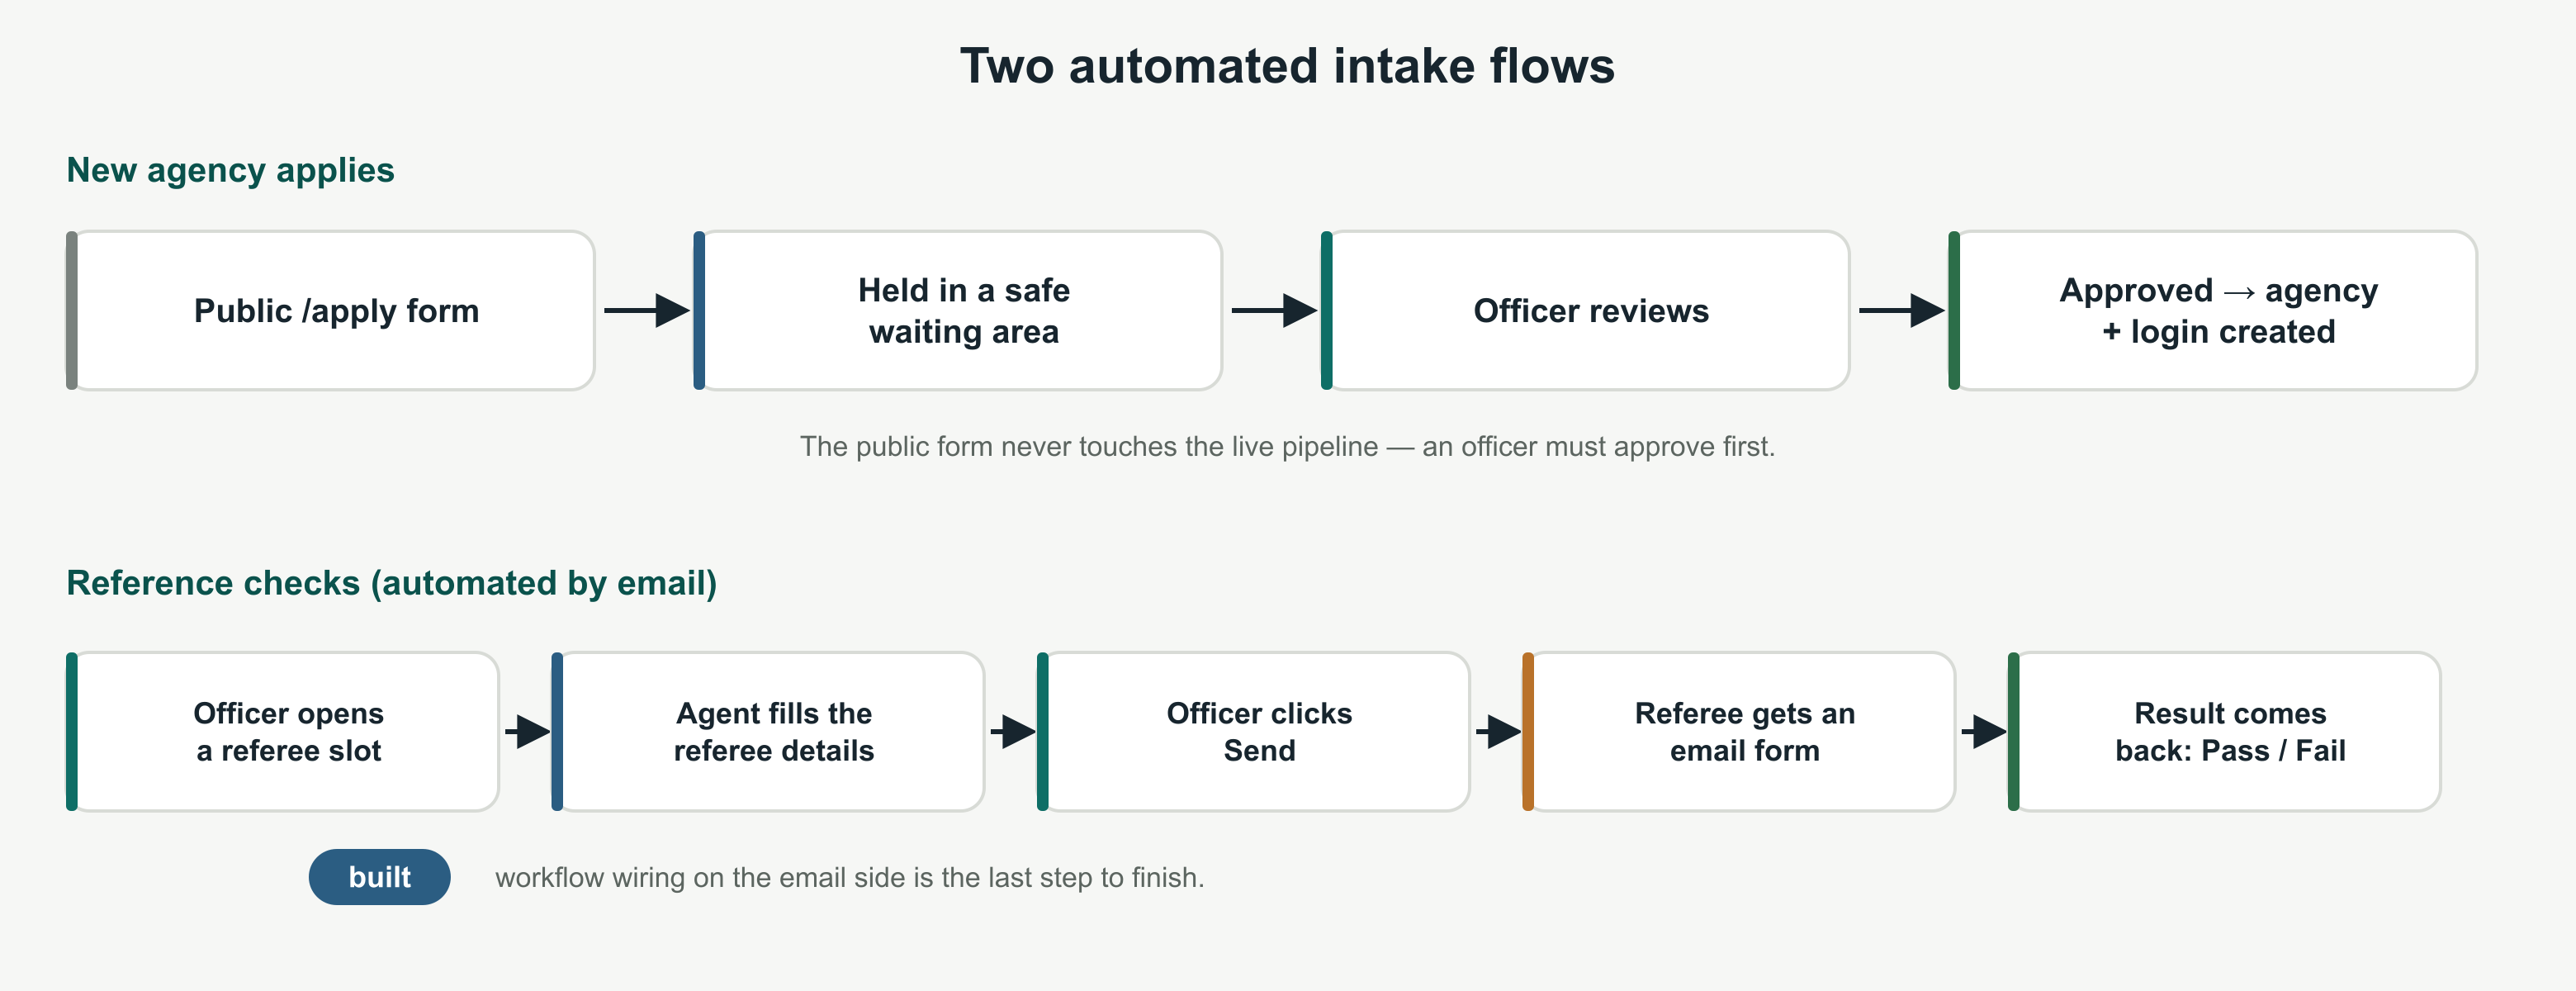 Two automated intake flows
New agency applies
Public /apply form
Held in a safe
waiting area
Officer reviews
Approved → agency
+ login created
The public form never touches the live pipeline — an officer must approve first.
Reference checks (automated by email)
Officer opens
a referee slot
Agent fills the
referee details
Officer clicks
Send
Referee gets an
email form
Result comes
back: Pass / Fail
built
workflow wiring on the email side is the last step to finish.